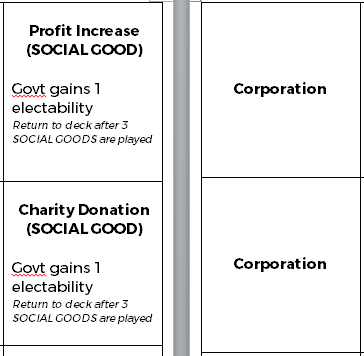 Profit Increase
(SOCIAL GOOD)
Govt gains 1
electability
Return to deck after 3
SOCIAL GOODS are played
Charity Donation
(SOCIAL GOOD)
Govt gains 1
electability
Return to deck after 3
SOCIAL GOODS are played
Corporation
Corporation